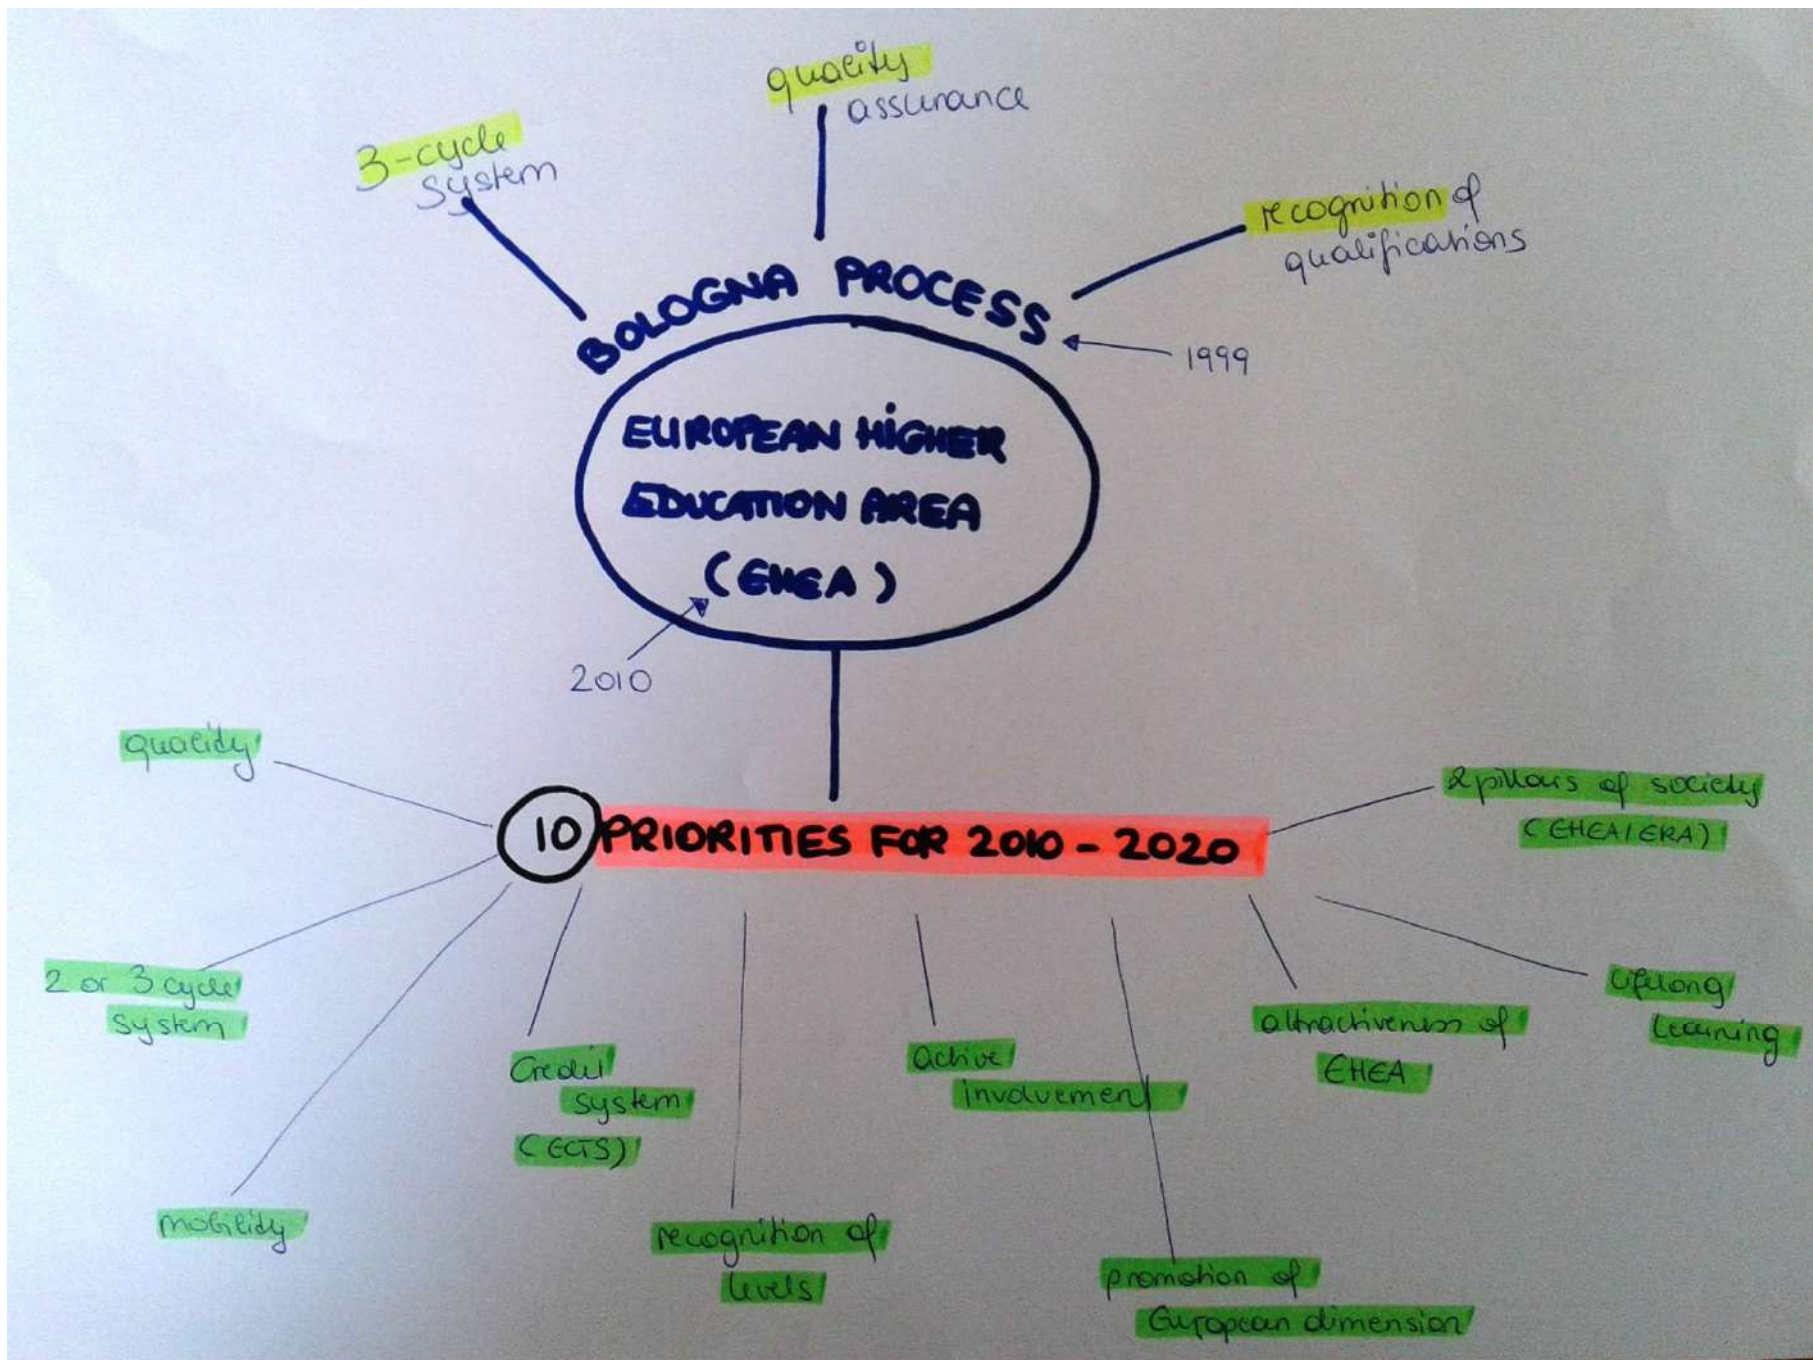 quality
assurance
3-cycle
system
recognition of
qualifications
BOLOGNA PROCESS
1999
EUROPEAN HIGHER
EDUCATION AREA
(EHEA)
2010
quality
2 pillars of society
(EHEA/ERA)
10 PRIORITIES FOR 2010 - 2020
2 or 3 cycle
system
lifelong
learning
attractiveness of
EHEA
Credit
system
(ECTS)
active
involvement
mobility
recognition of
levels
promotion of
European dimension